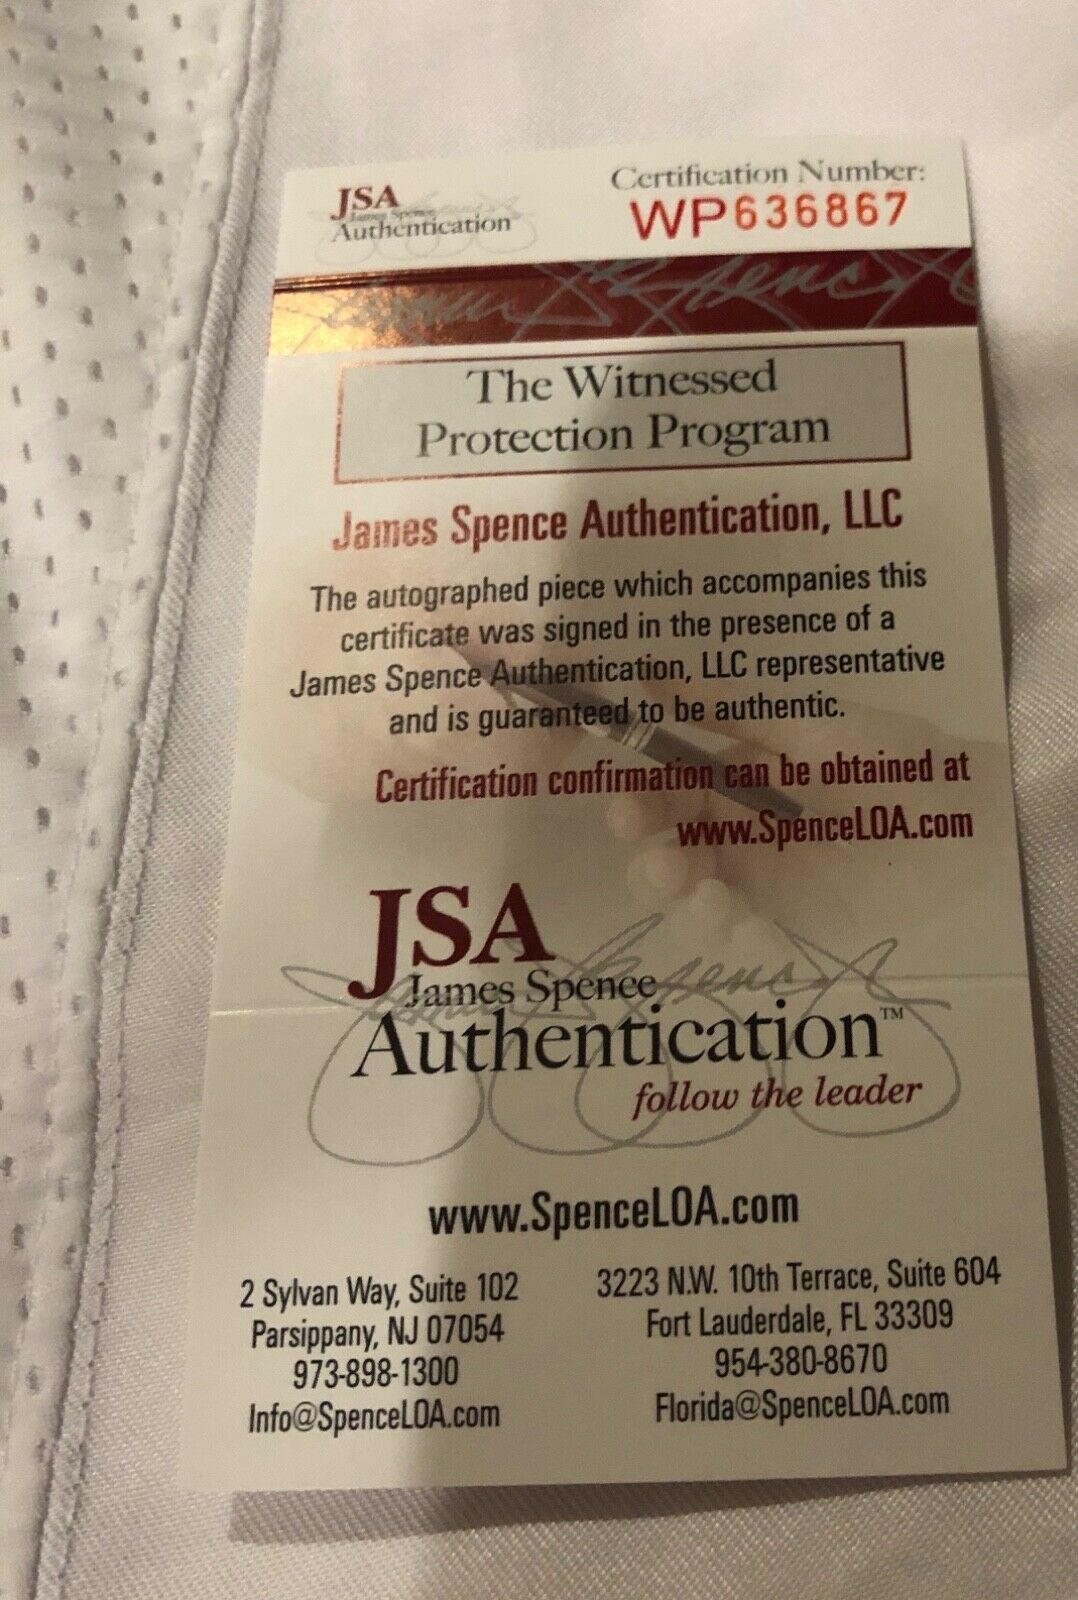 JSA
James Spence
Authentication
Certification Number:
WP636867
The Witnessed
Protection Program
James Spence Authentication, LLC
The autographed piece which accompanies this
certificate was signed in the presence of a
James Spence Authentication, LLC representative
and is guaranteed to be authentic.
Certification confirmation can be obtained at
www.SpenceLOA.com
JSA
James Spence
Authentication™
follow the leader
www.SpenceLOA.com
2 Sylvan Way, Suite 102
Parsippany, NJ 07054
973-898-1300
Info@SpenceLOA.com
3223 N.W. 10th Terrace, Suite 604
Fort Lauderdale, FL 33309
954-380-8670
Florida@SpenceLOA.com